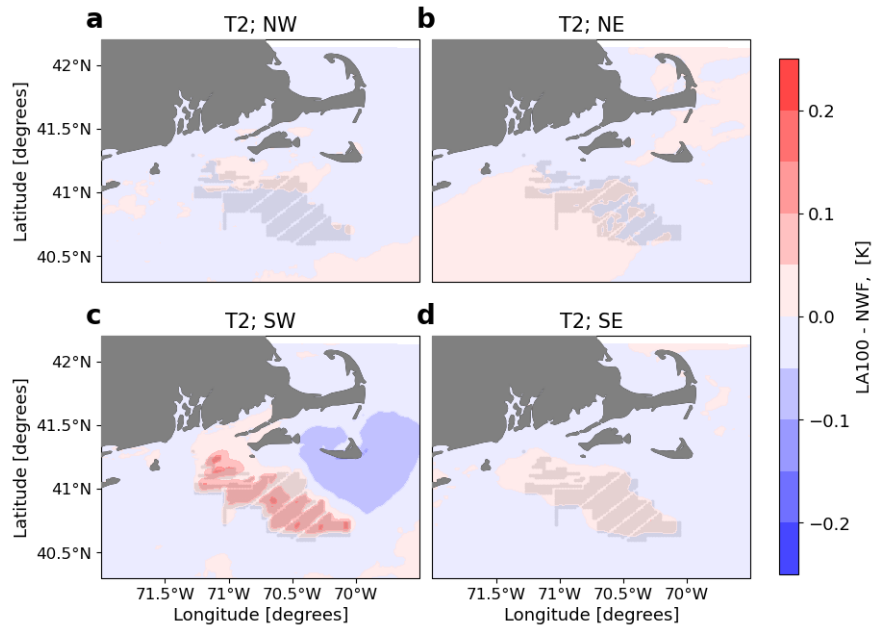 a T2; NW
b T2; NE
42°N
41.5°N
41°N
40.5°N
Latitude [degrees]
c T2; SW
d T2; SE
42°N
41.5°N
41°N
40.5°N
Latitude [degrees]
71.5°W 71°W 70.5°W 70°W
Longitude [degrees]
71.5°W 71°W 70.5°W 70°W
Longitude [degrees]
0.2
0.1
0.0
−0.1
−0.2
LA100 - NWF, [K]